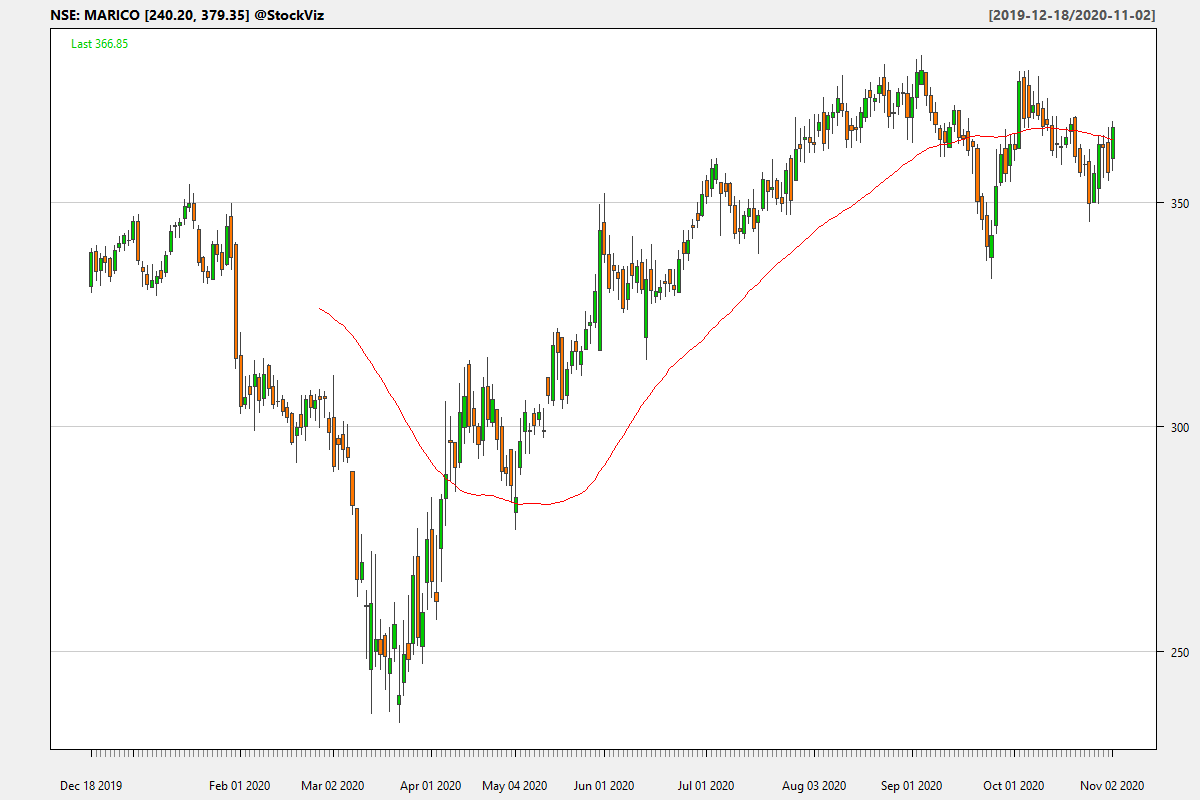 NSE: MARICO [240.20, 379.35] @StockViz
[2019-12-18/2020-11-02]
Last 366.85
350
300
250
Dec 18 2019 Feb 01 2020 Mar 02 2020 Apr 01 2020 May 04 2020 Jun 01 2020 Jul 01 2020 Aug 03 2020 Sep 01 2020 Oct 01 2020 Nov 02 2020